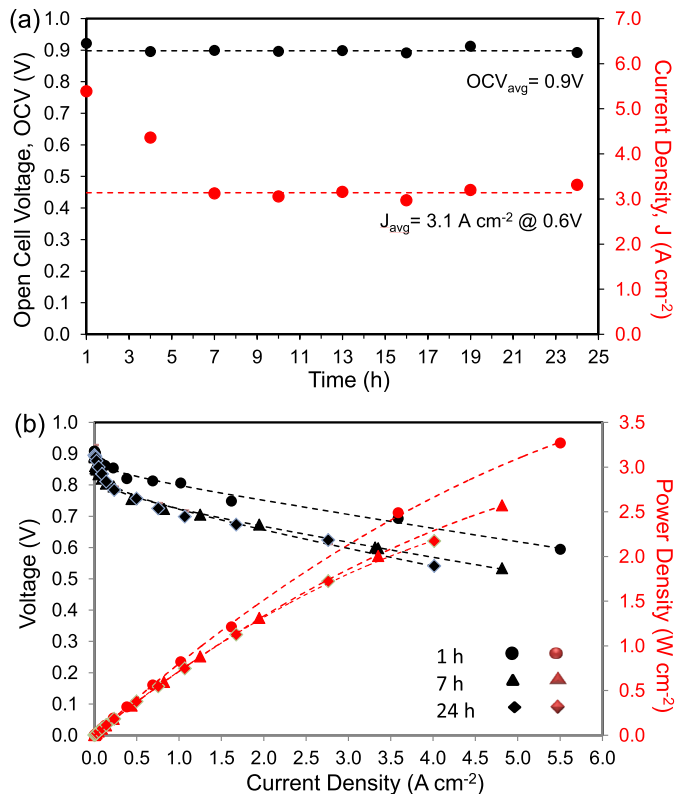 (a)
Open Cell Voltage, OCV (V)
1.0
0.9
0.8
0.7
0.6
0.5
0.4
0.3
0.2
0.1
0.0
OCVavg= 0.9V
Javg= 3.1 A cm-2 @ 0.6V
7.0
6.0
5.0
4.0
3.0
2.0
1.0
0.0
Current Density, J
(A cm-2)
1 3 5 7 9 11 13 15 17 19 21 23 25
Time (h)
(b)
Voltage (V)
1.0
0.9
0.8
0.7
0.6
0.5
0.4
0.3
0.2
0.1
0.0
1 h
7 h
24 h
3.5
3.0
2.5
2.0
1.5
1.0
0.5
0.0
Power Density (W cm-2)
0.0 0.5 1.0 1.5 2.0 2.5 3.0 3.5 4.0 4.5 5.0 5.5 6.0
Current Density (A cm-2)